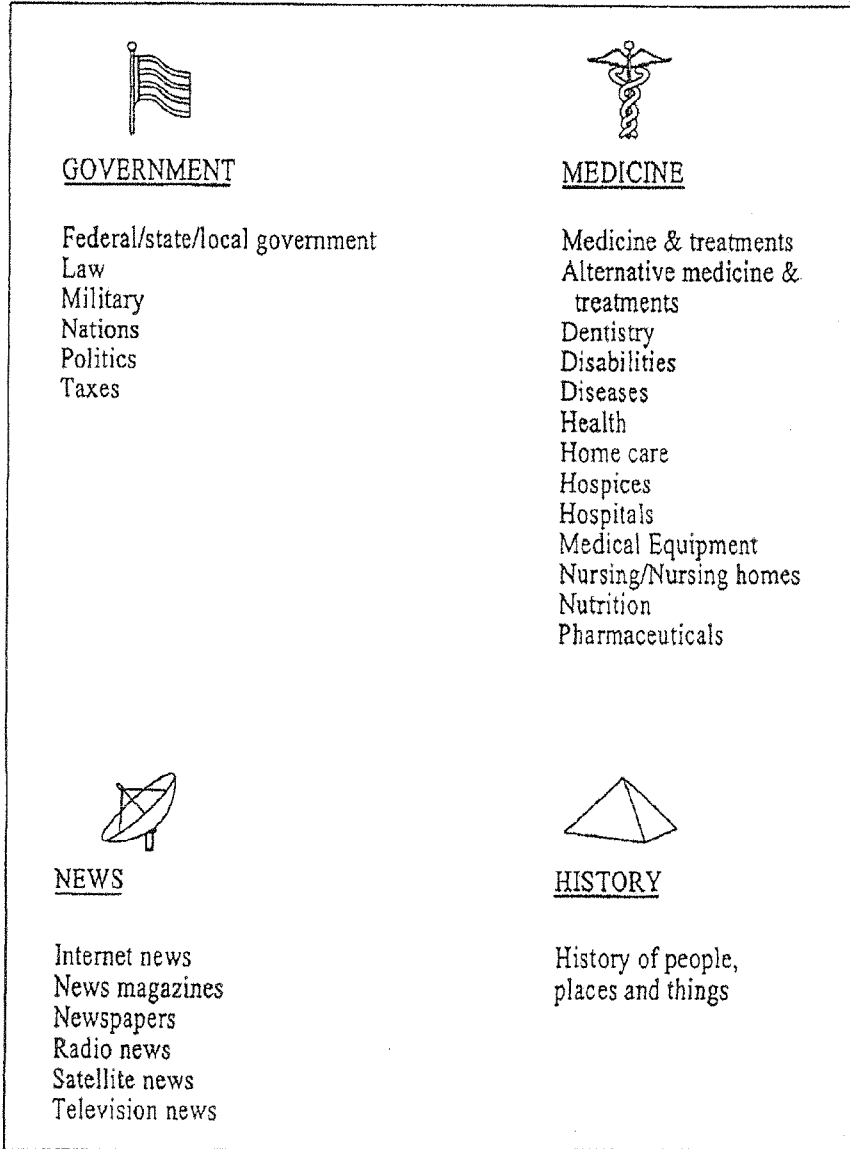 GOVERNMENT
Federal/state/local government
Law
Military
Nations
Politics
Taxes
MEDICINE
Medicine & treatments
Alternative medicine &
treatments
Dentistry
Disabilities
Diseases
Health
Home care
Hospices
Hospitals
Medical Equipment
Nursing/Nursing homes
Nutrition
Pharmaceuticals
NEWS
Internet news
News magazines
Newspapers
Radio news
Satellite news
Television news
HISTORY
History of people,
places and things